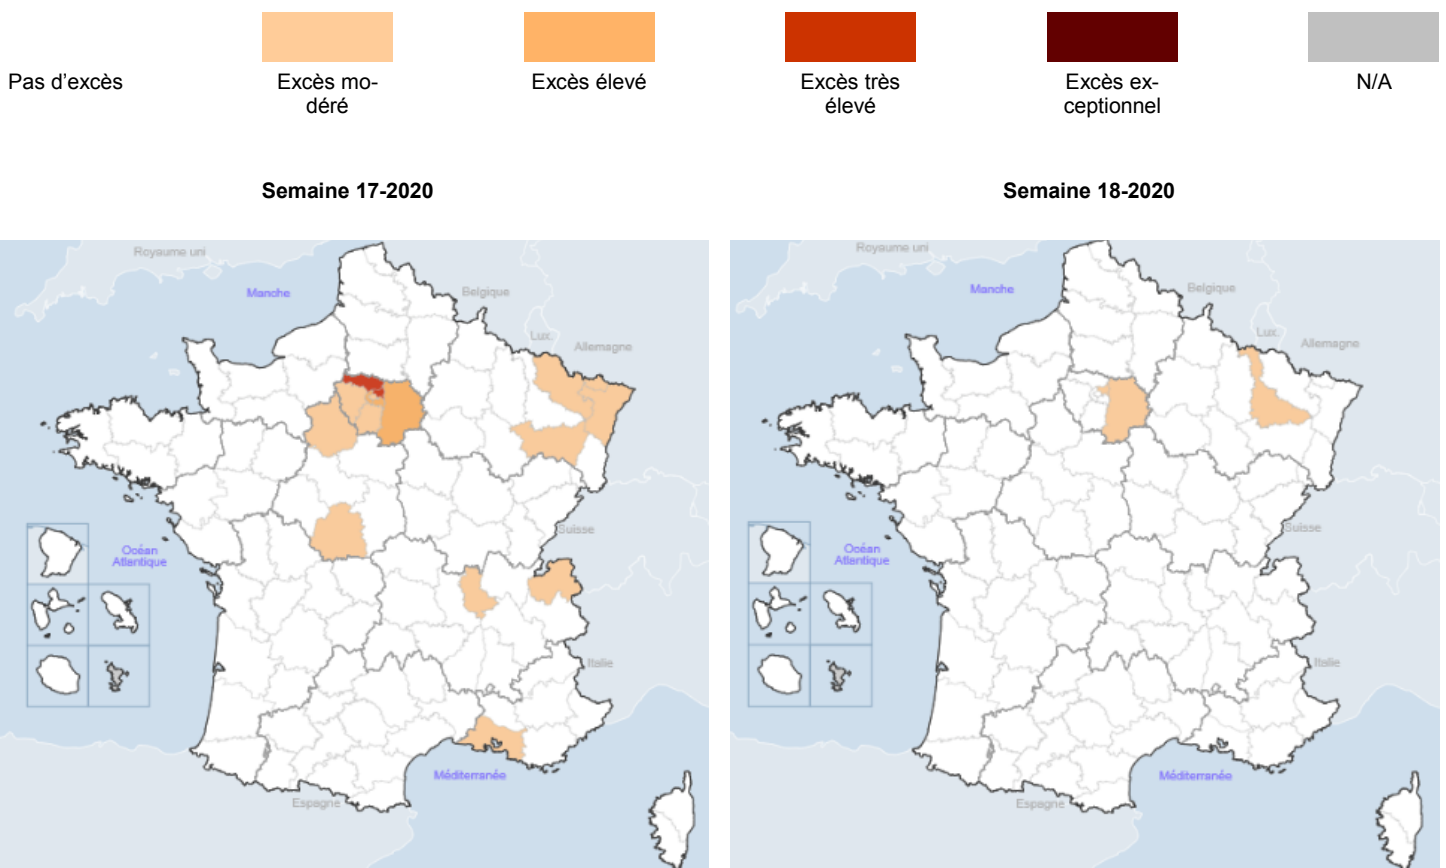 Pas d'excès
Excès mo-
déré
Excès élevé
Excès très
élevé
Excès ex-
ceptionnel
N/A
Semaine 17-2020
Semaine 18-2020
Royaume uni
Manche
Belgique
Lux.
Allemagne
Suisse
Océan
Atlantique
Italie
Méditerranée
Espagne
Royaume uni
Manche
Belgique
Lux.
Allemagne
Suisse
Océan
Atlantique
Italie
Méditerranée
Espagne